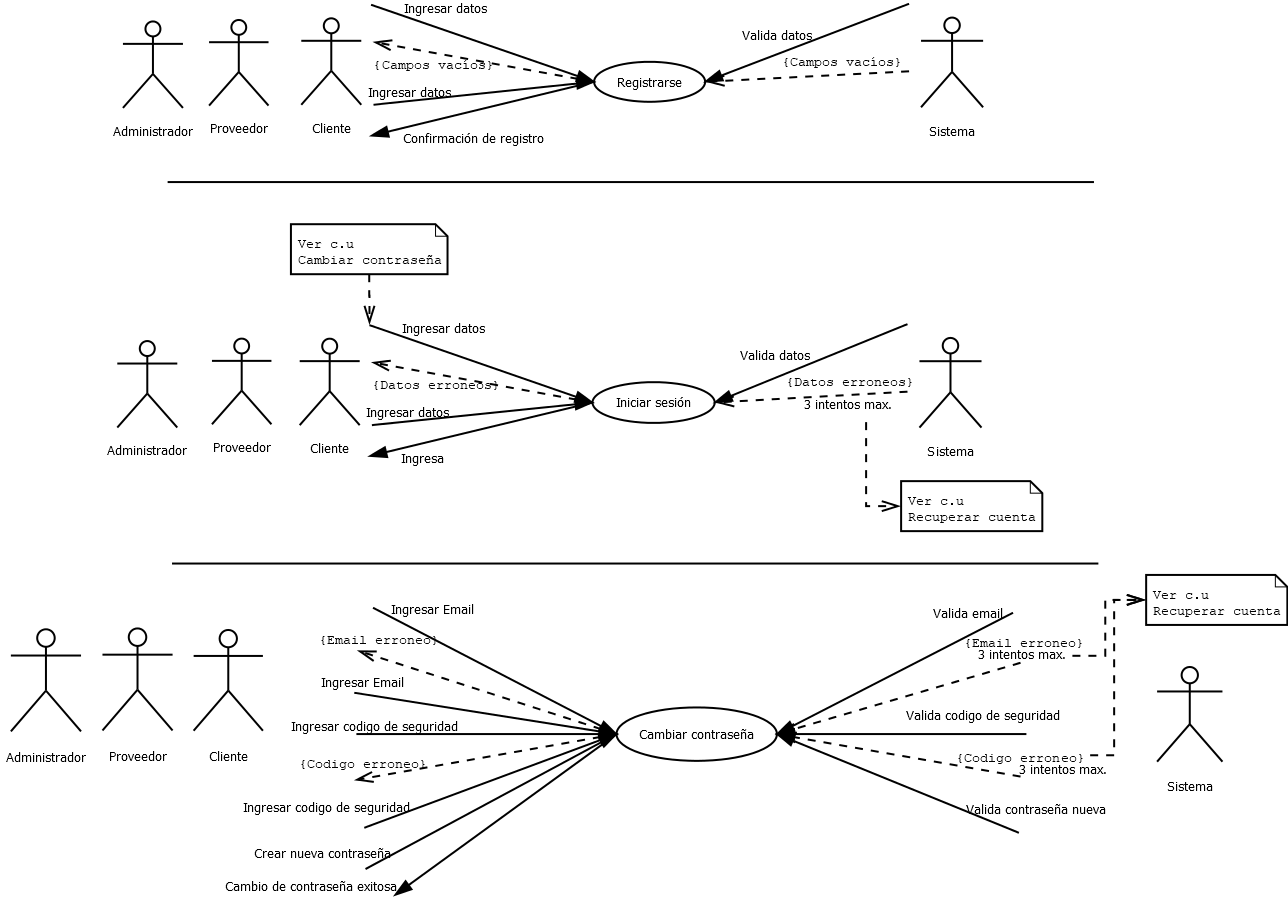 Ingresar datos
Valida datos
{Campos vacíos}
{Campos vacíos}
Registrarse
Ingresar datos
Confirmación de registro
Administrador
Proveedor
Cliente
Sistema
Ver c.u
Cambiar contraseña
Ingresar datos
Valida datos
{Datos erroneos}
{Datos erroneos}
3 intentos max.
Iniciar sesión
Ingresar datos
Ingresa
Administrador
Proveedor
Cliente
Sistema
Ver c.u
Recuperar cuenta
Ver c.u
Recuperar cuenta
Ingresar Email
Valida email
{Email erroneo}
{Email erroneo}
3 intentos max.
Ingresar Email
Valida codigo de seguridad
Ingresar codigo de seguridad
Cambiar contraseña
{Codigo erroneo}
{Codigo erroneo}
3 intentos max.
Administrador
Proveedor
Cliente
Sistema
Ingresar codigo de seguridad
Valida contraseña nueva
Crear nueva contraseña
Cambio de contraseña exitosa